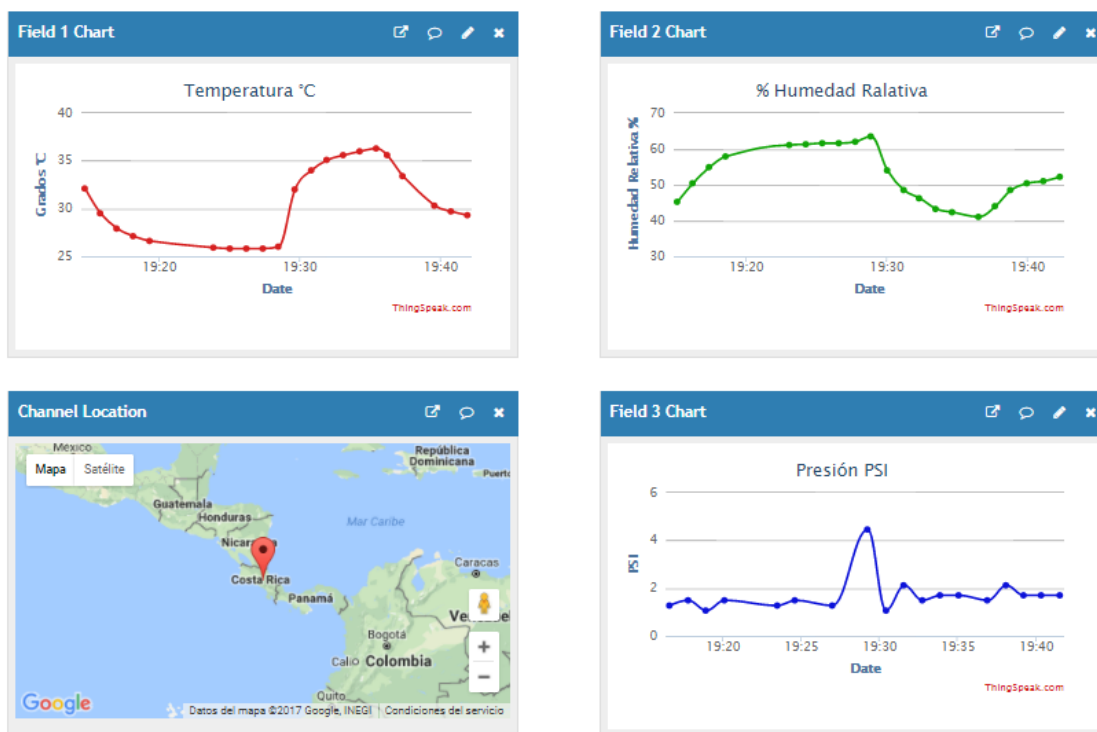 Field 1 Chart
Temperatura °C
Grados °C
40
35
30
25
19:20
19:30
19:40
Date
ThingSpeak.com
Field 2 Chart
% Humedad Ralativa
Humedad Relativa %
70
60
50
40
30
19:20
19:30
19:40
Date
ThingSpeak.com
Channel Location
México
República
Dominicana
Puerto
Mapa
Satélite
Guatemala
Honduras
Mar Caribe
Caracas
Costa Rica
Panamá
Bogotá
Cali
Colombia
Quito
Google
Datos del mapa ©2017 Google, INEGI
Condiciones del servicio
Field 3 Chart
Presión PSI
PSI
6
4
2
0
19:20
19:25
19:30
19:35
19:40
Date
ThingSpeak.com